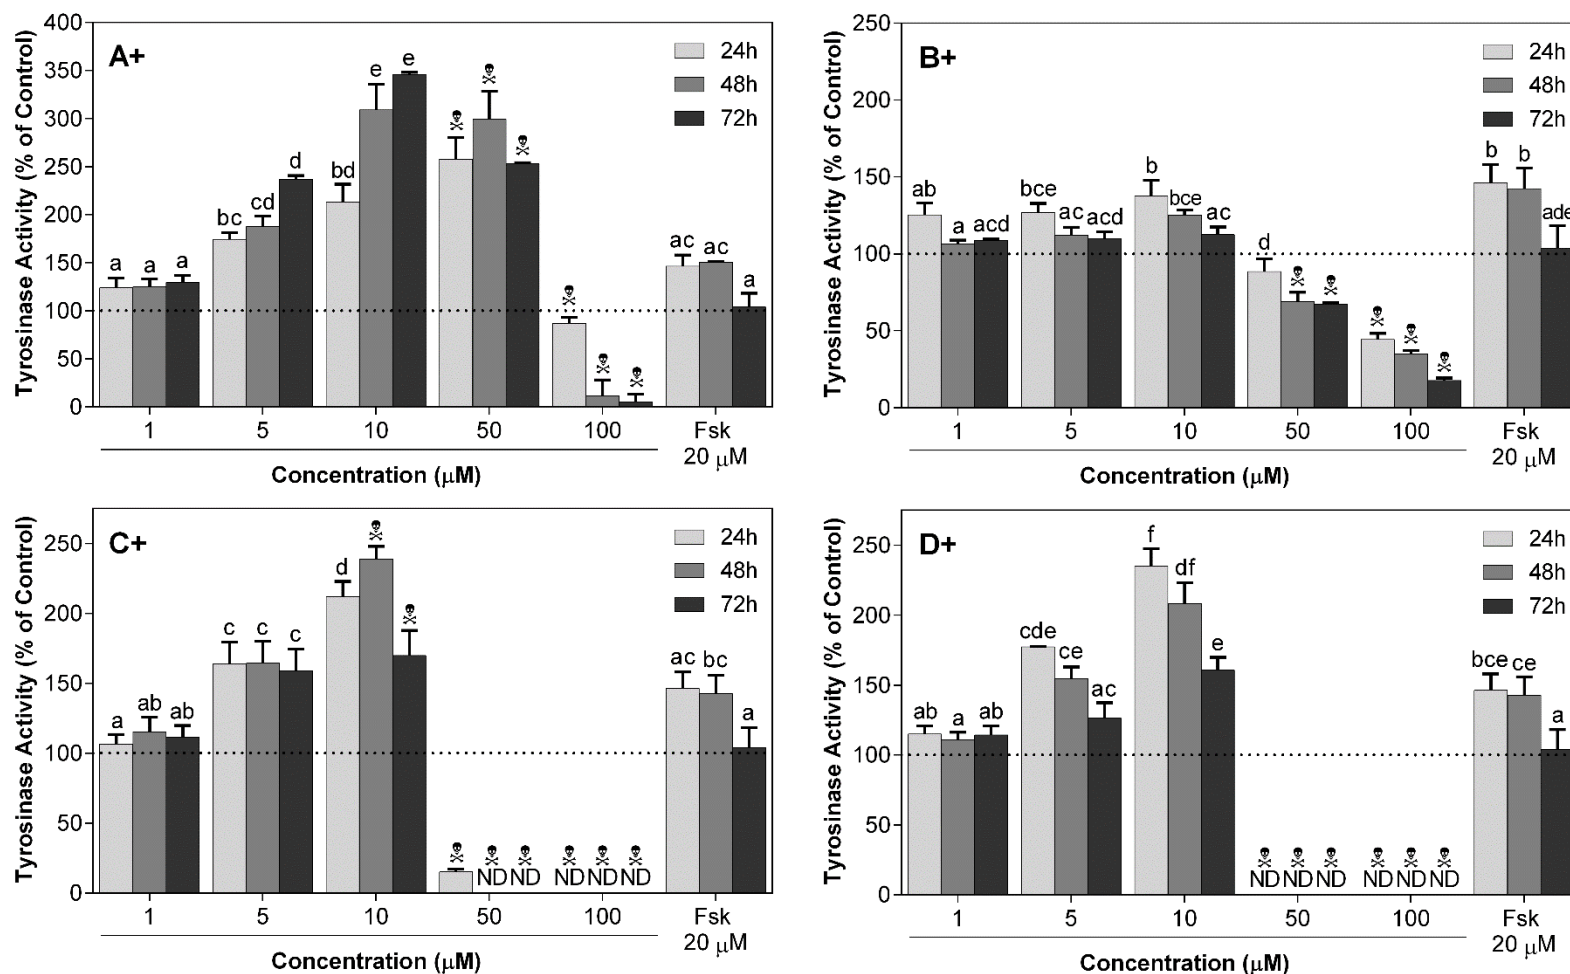 A+
24h
48h
72h
Tyrosinase Activity (% of Control)
400
350
300
250
200
150
100
50
0
a a a
bc cd d
bd e e
ac ac a
1 5 10 50 100 Fsk
20 μM
Concentration (μM)
B+
24h
48h
72h
Tyrosinase Activity (% of Control)
250
200
150
100
50
0
ab a acd
bce ac acd
b bce ac
d
b b ade
1 5 10 50 100 Fsk
20 μM
Concentration (μM)
C+
24h
48h
72h
Tyrosinase Activity (% of Control)
250
200
150
100
50
0
a ab ab
c c c
d
ND ND
ND ND ND
ac bc a
1 5 10 50 100 Fsk
20 μM
Concentration (μM)
D+
24h
48h
72h
Tyrosinase Activity (% of Control)
250
200
150
100
50
0
ab a ab
cde ce ac
f df e
ND ND ND
ND ND ND
bce ce a
1 5 10 50 100 Fsk
20 μM
Concentration (μM)